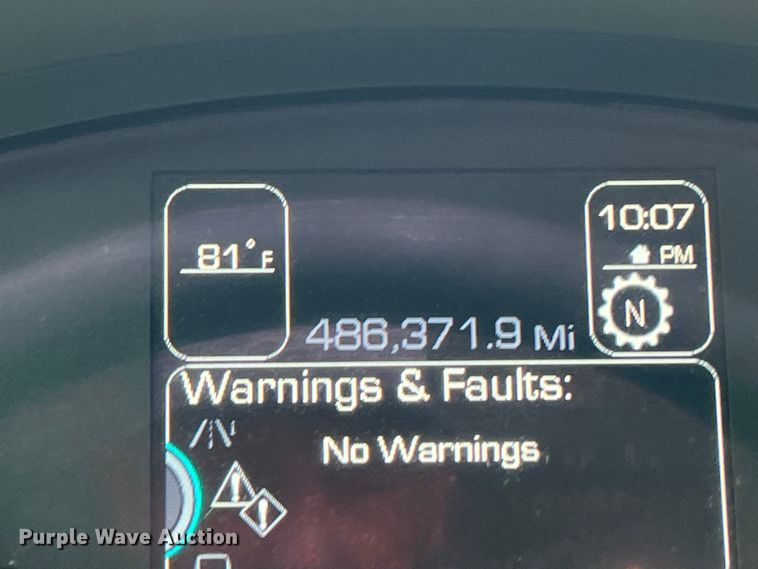 81°F
10:07
PM
N
486,371.9 Mi
Warnings & Faults:
No Warnings
Purple Wave Auction